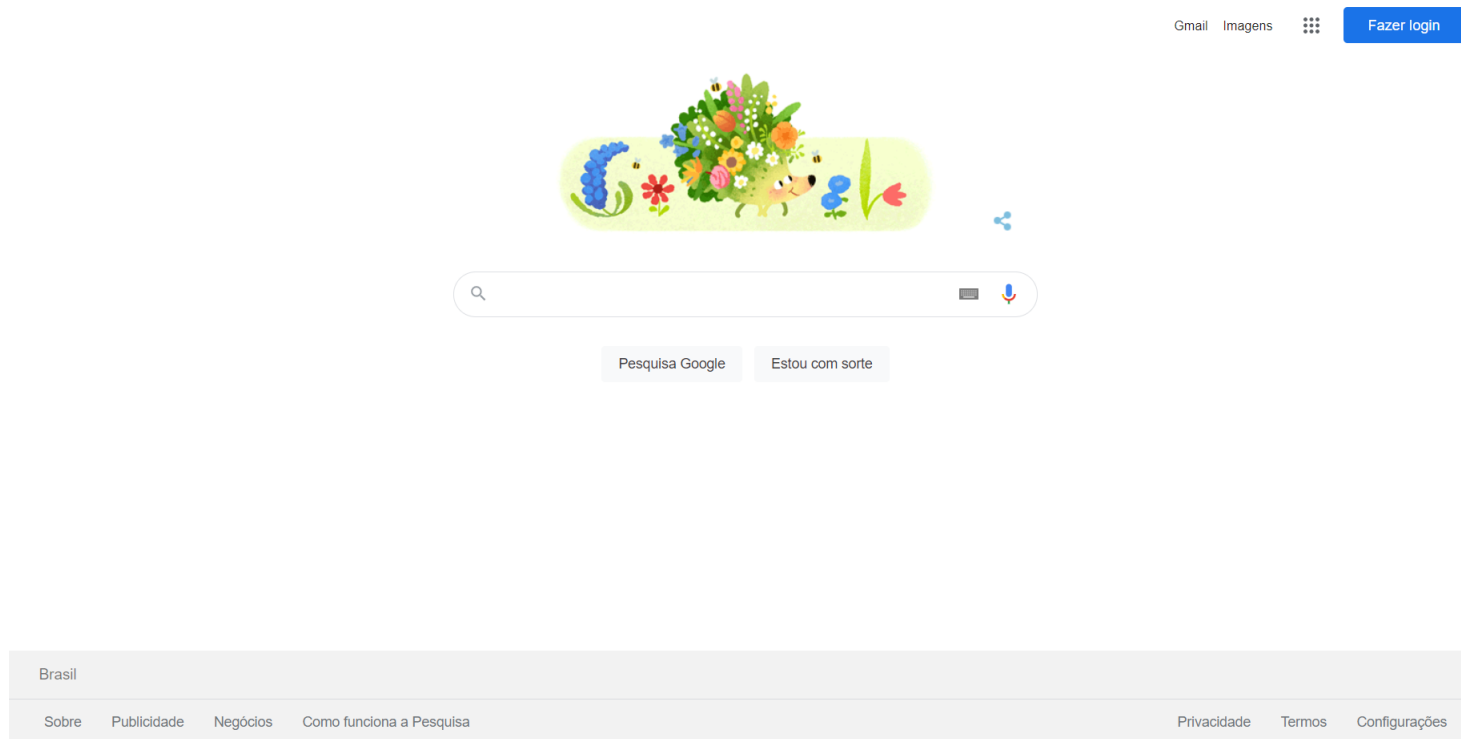 Gmail Imagens Fazer login
Pesquisa Google Estou com sorte
Brasil
Sobre Publicidade Negócios Como funciona a Pesquisa Privacidade Termos Configurações